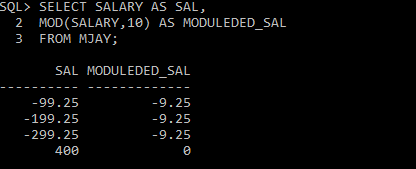 SQL> SELECT SALARY AS SAL,
2 MOD(SALARY,10) AS MODULEDED_SAL
3 FROM MJAY;
SAL MODULEDED_SAL
---------- -------------
-99.25 -9.25
-199.25 -9.25
-299.25 -9.25
400 0